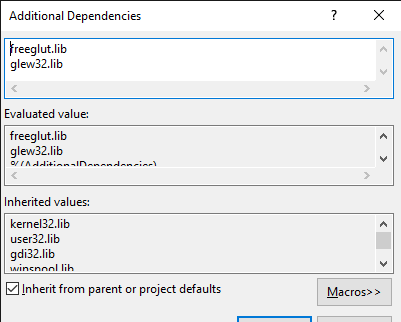 Additional Dependencies
?
freeglut.lib
glew32.lib
Evaluated value:
freeglut.lib
glew32.lib
%(AdditionalDependencies)
Inherited values:
kernel32.lib
user32.lib
gdi32.lib
winspool.lib
Inherit from parent or project defaults
Macros>>